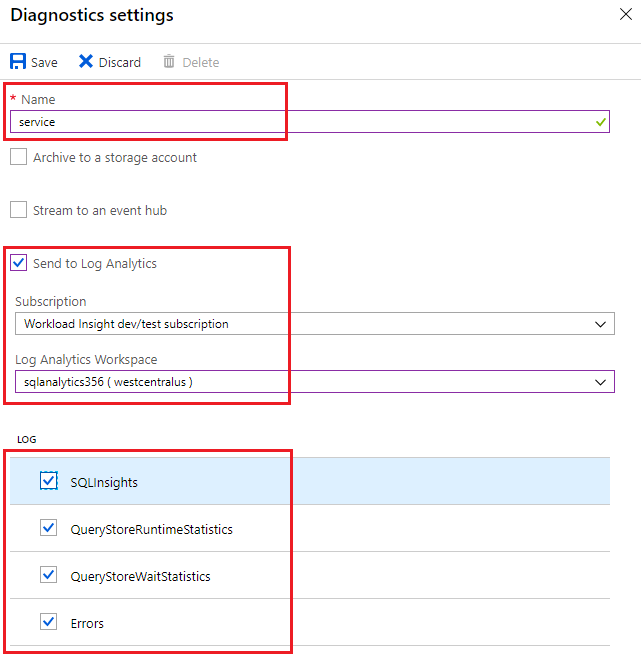 Diagnostics settings
Save Discard Delete
* Name
service
Archive to a storage account
Stream to an event hub
Send to Log Analytics
Subscription
Workload Insight dev/test subscription
Log Analytics Workspace
sqlanalytics356 ( westcentralus )
LOG
SQLInsights
QueryStoreRuntimeStatistics
QueryStoreWaitStatistics
Errors